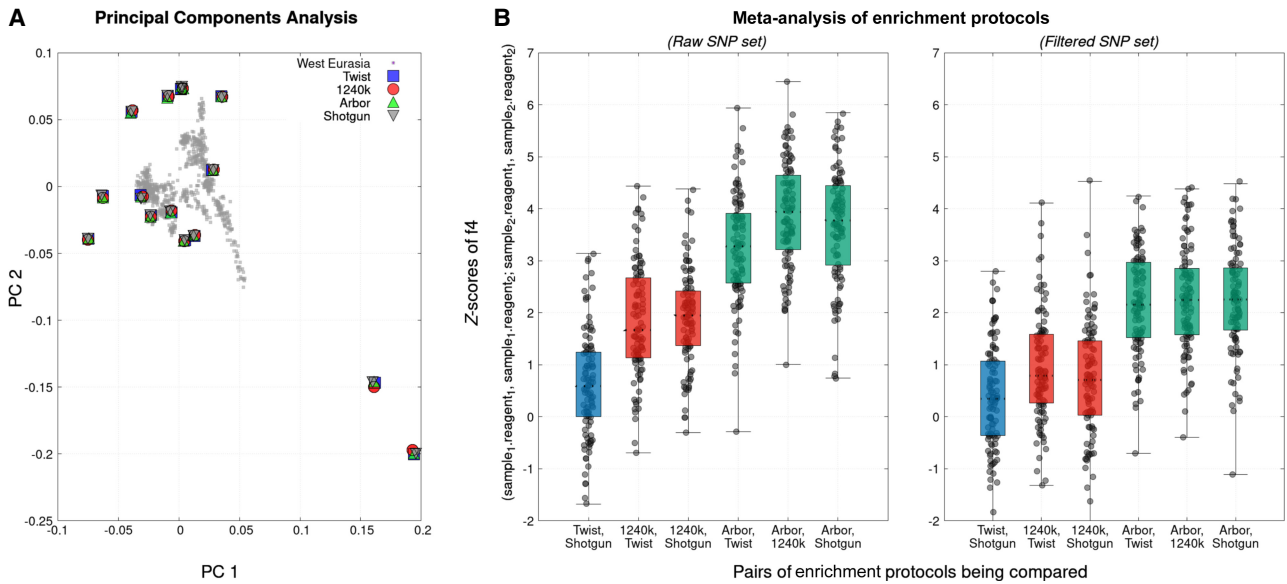 A
Principal Components Analysis
West Eurasia
Twist
1240k
Arbor
Shotgun
PC 2
0.1
0.05
0
-0.05
-0.1
-0.15
-0.2
-0.25
-0.1
-0.05
0
0.05
0.1
0.15
0.2
PC 1
B
Meta-analysis of enrichment protocols
(Raw SNP set)
(Filtered SNP set)
Z-scores of f4
(sample₁.reagent₁, sample₁.reagent₂; sample₂.reagent₁, sample₂.reagent₂)
7
6
5
4
3
2
1
0
-1
-2
Twist,
Shotgun
1240k,
Twist
1240k,
Shotgun
Arbor,
Twist
Arbor,
1240k
Arbor,
Shotgun
7
6
5
4
3
2
1
0
-1
-2
Twist,
Shotgun
1240k,
Twist
1240k,
Shotgun
Arbor,
Twist
Arbor,
1240k
Arbor,
Shotgun
Pairs of enrichment protocols being compared